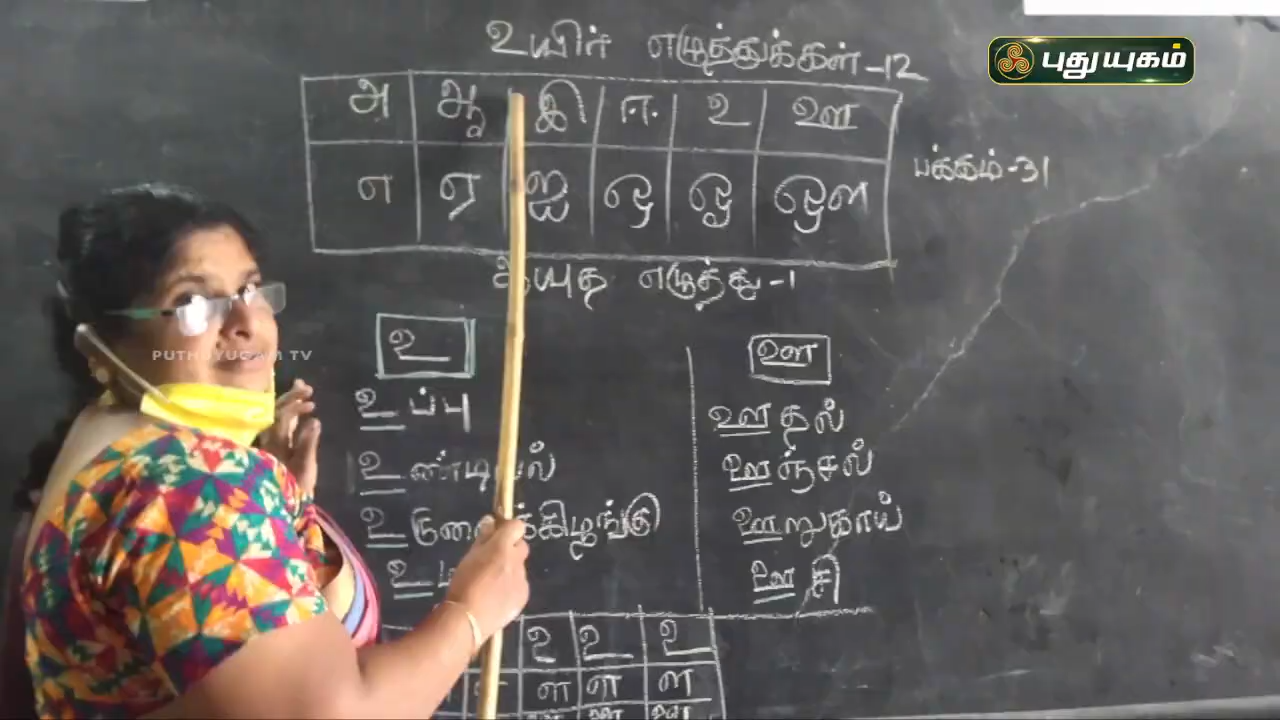 உயிர் எழுத்துக்கள்-12
புதுயுகம்
அ ஆ இ ஈ உ ஊ
எ ஏ ஐ ஒ ஓ ஔ
பக்கம்-31
ஆயுத எழுத்து-1
உ
ஊ
உப்பு
ஊதல்
உண்டியல்
ஊஞ்சல்
உருளைக்கிழங்கு
ஊறுகாய்
உ
ஊசி
PUTHUYUGAM TV
உ உ உ
ள ள ள